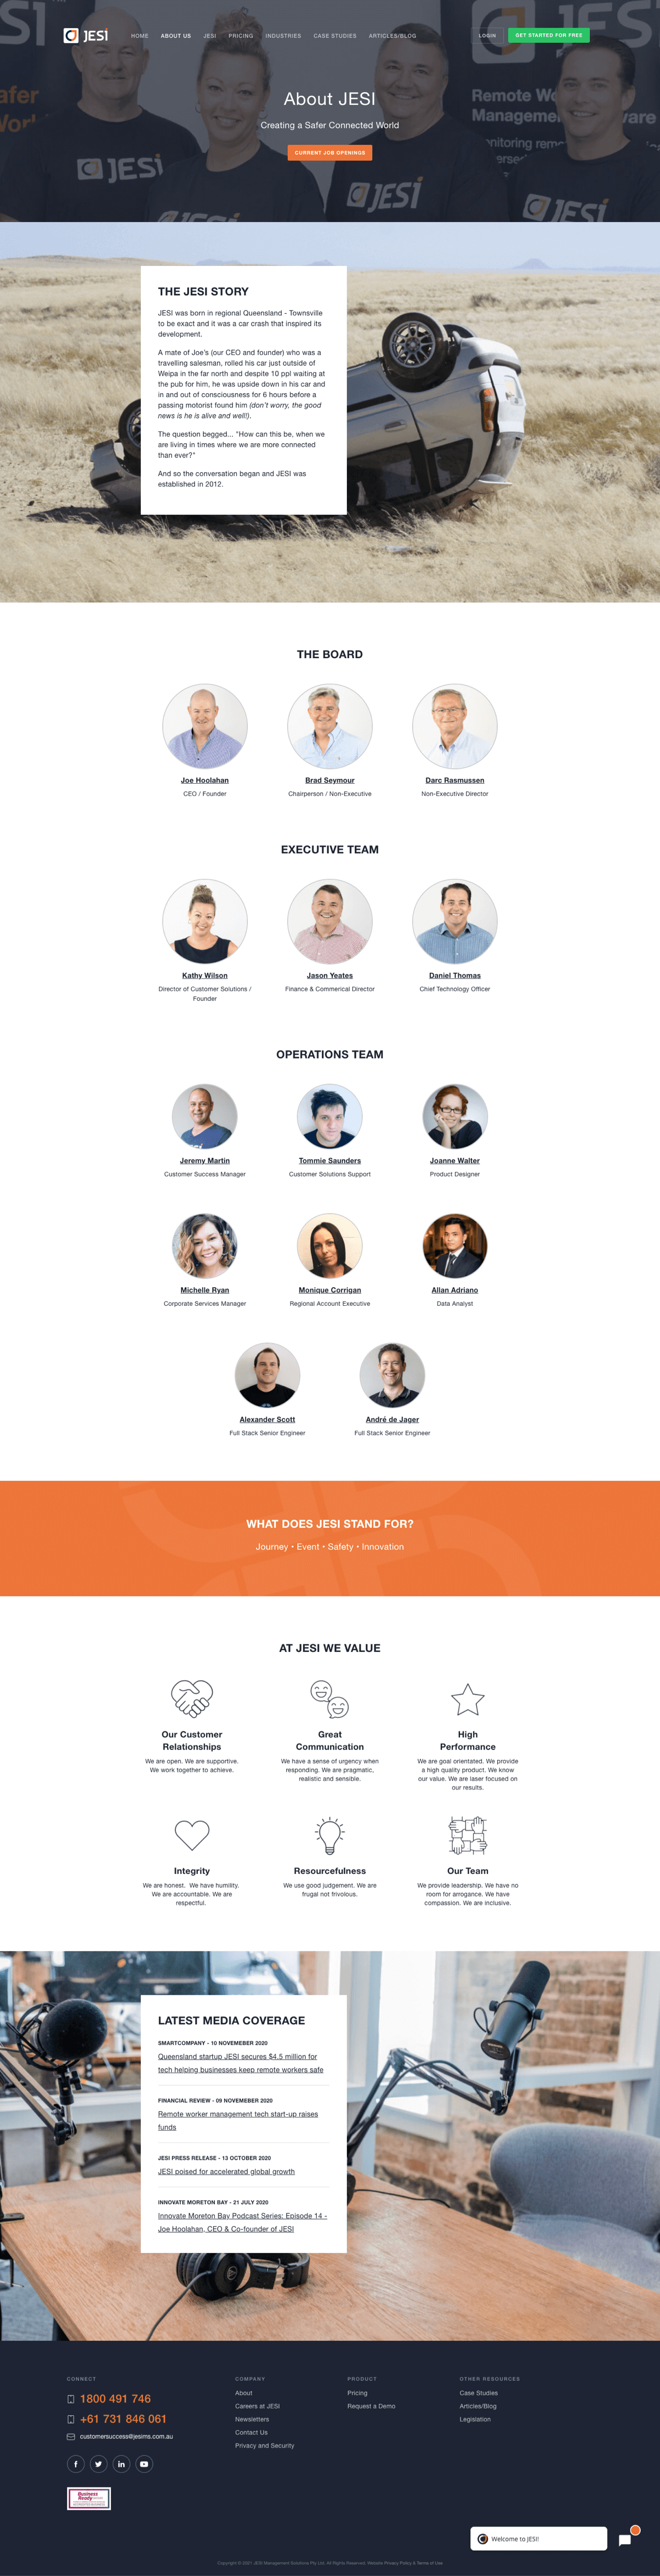 JESI
HOME ABOUT US JESI PRICING INDUSTRIES CASE STUDIES ARTICLES/BLOG LOGIN GET STARTED FOR FREE
About JESI
Creating a Safer Connected World
CURRENT JOB OPENINGS
THE JESI STORY
JESI was born in regional Queensland - Townsville
to be exact and it was a car crash that inspired its
development.
A mate of Joe's (our CEO and founder) who was a
travelling salesman, rolled his car just outside of
Weipa in the far north and despite 10 ppl waiting at
the pub for him, he was upside down in his car and
in and out of consciousness for 6 hours before a
passing motorist found him (don't worry, the good
news is he is alive and well!).
The question begged... "How can this be, when we
are living in times where we are more connected
than ever?"
And so the conversation began and JESI was
established in 2012.
THE BOARD
Joe Hoolahan
CEO / Founder
Brad Seymour
Chairperson / Non-Executive
Darc Rasmussen
Non-Executive Director
EXECUTIVE TEAM
Kathy Wilson
Director of Customer Solutions /
Founder
Jason Yeates
Finance & Commerical Director
Daniel Thomas
Chief Technology Officer
OPERATIONS TEAM
Jeremy Martin
Customer Success Manager
Tommie Saunders
Customer Solutions Support
Joanne Walter
Product Designer
Michelle Ryan
Corporate Services Manager
Monique Corrigan
Regional Account Executive
Allan Adriano
Data Analyst
Alexander Scott
Full Stack Senior Engineer
André de Jager
Full Stack Senior Engineer
WHAT DOES JESI STAND FOR?
Journey • Event • Safety • Innovation
AT JESI WE VALUE
Our Customer
Relationships
We are open. We are supportive.
We work together to achieve.
Great
Communication
We have a sense of urgency when
responding. We are pragmatic,
realistic and sensible.
High
Performance
We are goal orientated. We provide
a high quality product. We know
our value. We are laser focused on
our results.
Integrity
We are honest. We have humility.
We are accountable. We are
respectful.
Resourcefulness
We use good judgement. We are
frugal not frivolous.
Our Team
We provide leadership. We have no
room for arrogance. We have
compassion. We are inclusive.
LATEST MEDIA COVERAGE
SMARTCOMPANY - 10 NOVEMEBER 2020
Queensland startup JESI secures $4.5 million for
tech helping businesses keep remote workers safe
FINANCIAL REVIEW - 09 NOVEMEBER 2020
Remote worker management tech start-up raises
funds
JESI PRESS RELEASE - 13 OCTOBER 2020
JESI poised for accelerated global growth
INNOVATE MORETON BAY - 21 JULY 2020
Innovate Moreton Bay Podcast Series: Episode 14 -
Joe Hoolahan, CEO & Co-founder of JESI
CONNECT
1800 491 746
+61 731 846 061
customersuccess@jesims.com.au
Business
Ready
COMPANY
About
Careers at JESI
Newsletters
Contact Us
Privacy and Security
PRODUCT
Pricing
Request a Demo
OTHER RESOURCES
Case Studies
Articles/Blog
Legislation
Welcome to JESI!
Copyright © 2021 JESI Management Solutions Pty Ltd. All Rights Reserved. Website Privacy Policy & Terms of Use